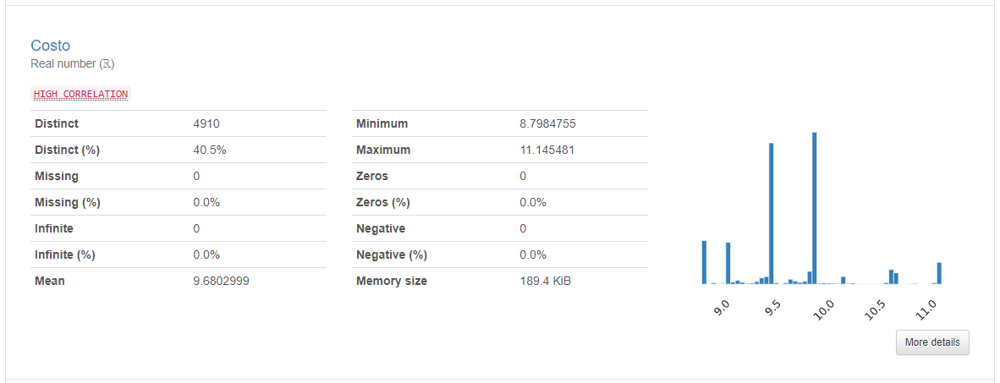 Costo
Real number (ℝ)
HIGH CORRELATION
Distinct 4910
Distinct (%) 40.5%
Missing 0
Missing (%) 0.0%
Infinite 0
Infinite (%) 0.0%
Mean 9.6802999
Minimum 8.7984755
Maximum 11.145481
Zeros 0
Zeros (%) 0.0%
Negative 0
Negative (%) 0.0%
Memory size 189.4 KiB
9.0 9.5 10.0 10.5 11.0
More details